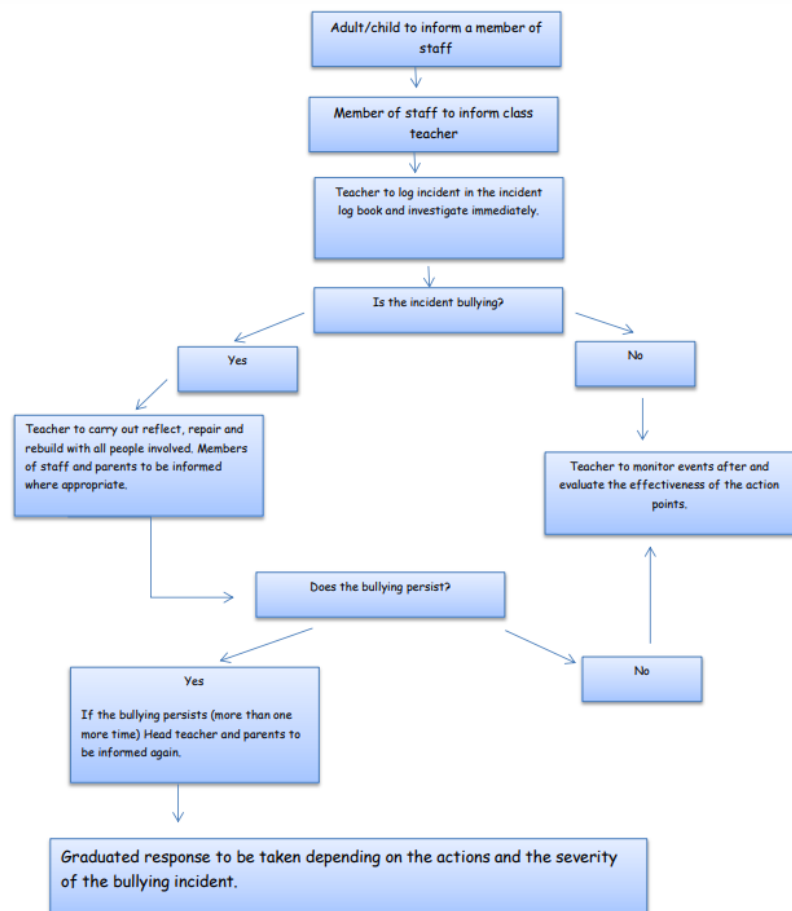 Adult/child to inform a member of
staff
Member of staff to inform class
teacher
Teacher to log incident in the incident
log book and investigate immediately.
Is the incident bullying?
Yes
No
Teacher to carry out reflect, repair and
rebuild with all people involved. Members
of staff and parents to be informed
where appropriate.
Teacher to monitor events after and
evaluate the effectiveness of the action
points.
Does the bullying persist?
Yes
If the bullying persists (more than one
more time) Head teacher and parents to
be informed again.
No
Graduated response to be taken depending on the actions and the severity
of the bullying incident.